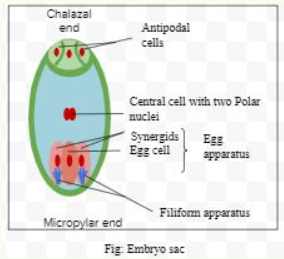 Chalazal
end
Antipodal
cells
Central cell with two Polar
nuclei
Synergids
Egg cell
Egg
apparatus
Filiform apparatus
Micropylar end
Fig: Embryo sac